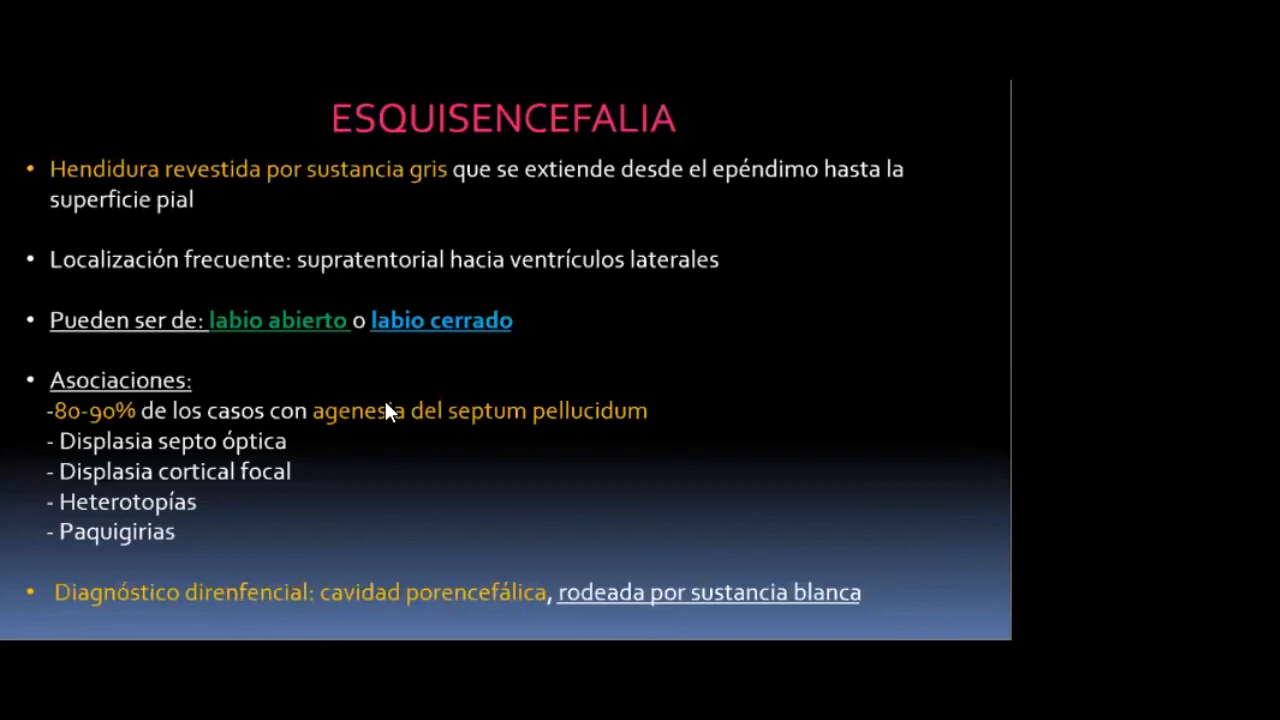 ESQUISENCEFALIA
• Hendidura revestida por sustancia gris que se extiende desde el epéndimo hasta la
superficie pial
• Localización frecuente: supratentorial hacia ventrículos laterales
• Pueden ser de: labio abierto o labio cerrado
• Asociaciones:
-80-90% de los casos con agenesia del septum pellucidum
- Displasia septo óptica
- Displasia cortical focal
- Heterotopías
- Paquigirias
• Diagnóstico direnfencial: cavidad porencefálica, rodeada por sustancia blanca